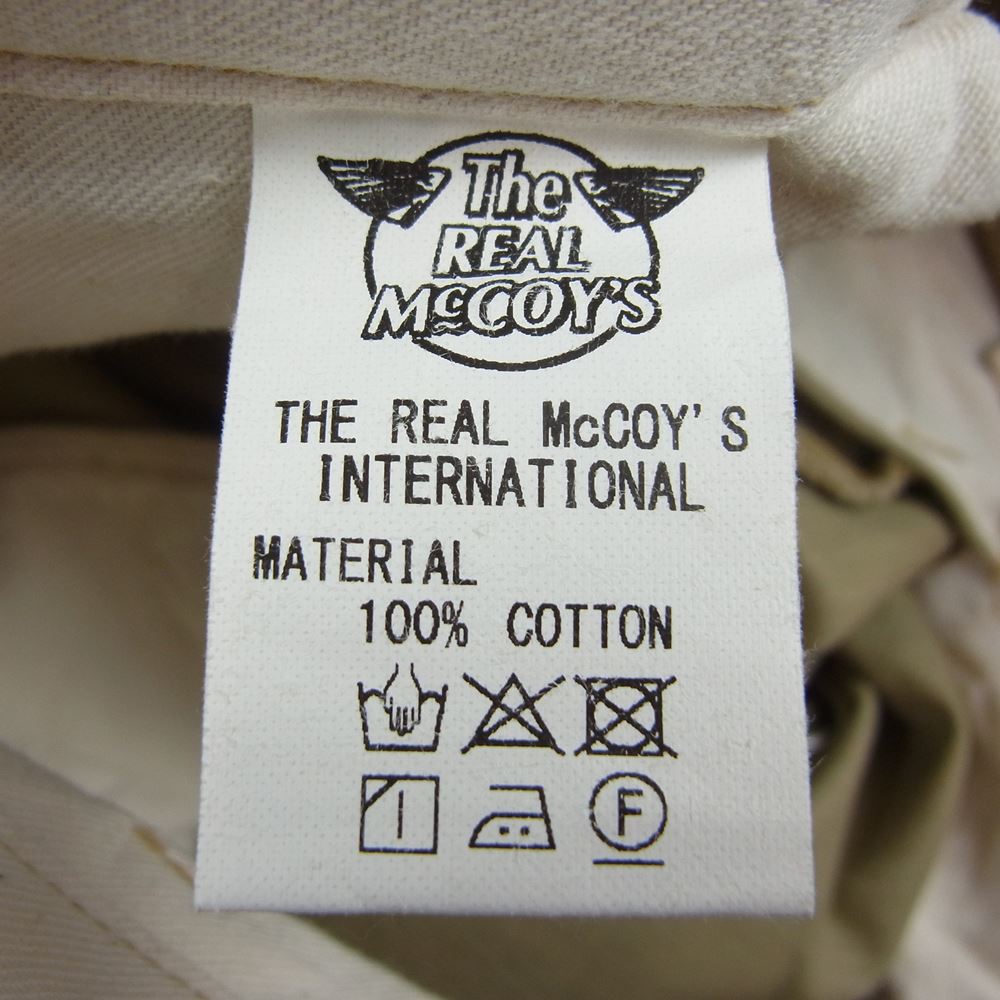 The
REAL
McCOY'S
THE REAL McCOY'S
INTERNATIONAL
MATERIAL
100% COTTON
F